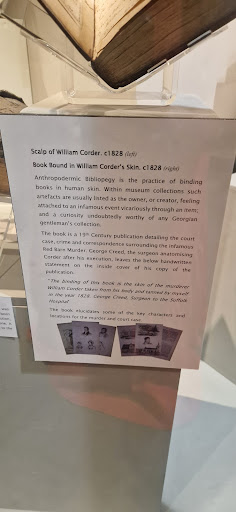 Scalp of William Corder, c1828 (left)
Book Bound in William Corder's Skin, c1828 (right)
Anthropodermic Bibliopegy is the practice of binding
books in human skin. Within museum collections such
artefacts are usually listed as the owner, or creator, feeling
attached to an infamous event vicariously through an item;
and a curiosity undoubtedly worthy of any Georgian
gentleman's collection.
The book is a 19th Century publication detailing the court
case, crime and correspondence surrounding the infamous
Red Barn Murder. George Creed, the surgeon anatomising
Corder after his execution, leaves the below handwritten
statement on the inside cover of his copy of the
publication.
"The binding of this book is the skin of the murderer
William Corder taken from his body and tanned by myself
in the year 1828. George Creed, Surgeon to the Suffolk
Hospital"
The book elucidates some of the key characters and
locations for the murder and court case.